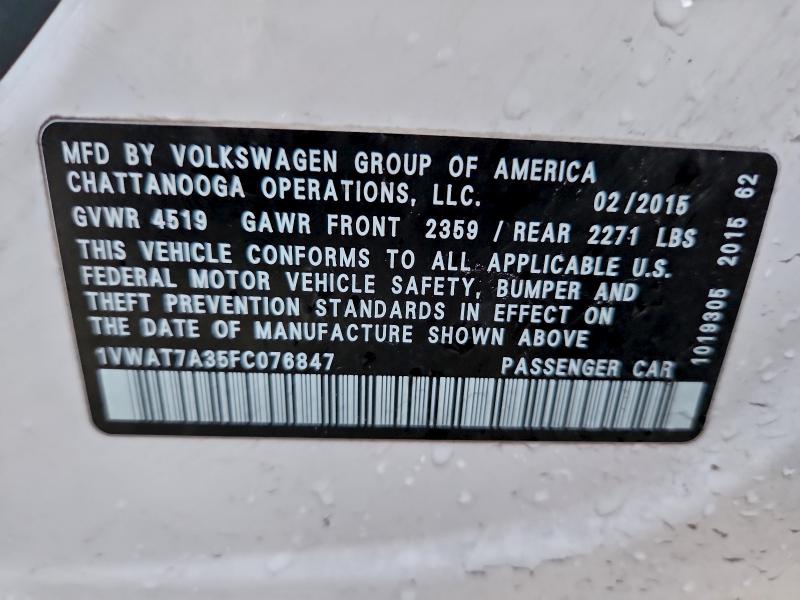 MFD BY VOLKSWAGEN GROUP OF AMERICA
CHATTANOOGA OPERATIONS, LLC. 02/2015
GVWR 4519 GAWR FRONT 2359 / REAR 2271 LBS
THIS VEHICLE CONFORMS TO ALL APPLICABLE U.S.
FEDERAL MOTOR VEHICLE SAFETY, BUMPER AND
THEFT PREVENTION STANDARDS IN EFFECT ON
THE DATE OF MANUFACTURE SHOWN ABOVE
1VWAT7A35FC076847 PASSENGER CAR
1019305 2015 62